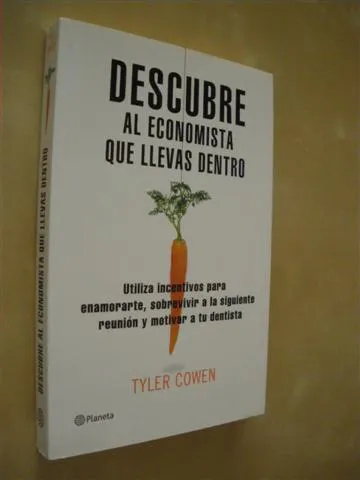 DESCUBRE
AL ECONOMISTA
QUE LLEVAS DENTRO
Utiliza incentivos para
enamorarte, sobrevivir a la siguiente
reunión y motivar a tu dentista
TYLER COWEN
Planeta
DESCUBRE AL ECONOMISTA QUE LLEVAS DENTRO